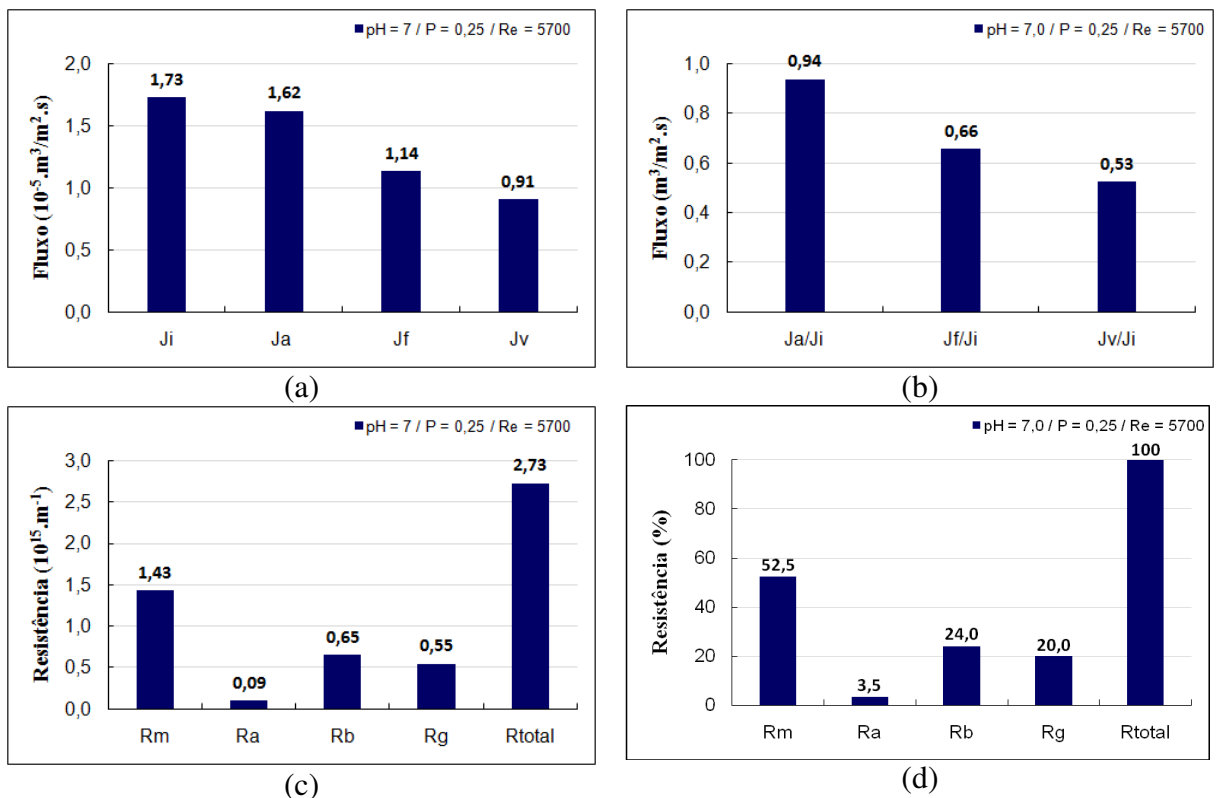 pH = 7 / P = 0,25 / Re = 5700
Fluxo (10⁻⁵.m³/m².s)
2,0
1,5
1,0
0,5
0,0
1,73
1,62
1,14
0,91
Ji Ja Jf Jv
(a)
pH = 7,0 / P = 0,25 / Re = 5700
Fluxo (m³/m².s)
1,0
0,8
0,6
0,4
0,2
0,0
0,94
0,66
0,53
Ja/Ji Jf/Ji Jv/Ji
(b)
pH = 7 / P = 0,25 / Re = 5700
Resistência (10¹⁵.m⁻¹)
3,0
2,5
2,0
1,5
1,0
0,5
0,0
1,43
0,09
0,65
0,55
2,73
Rm Ra Rb Rg Rtotal
(c)
pH = 7,0 / P = 0,25 / Re = 5700
Resistência (%)
100
80
60
40
20
0
52,5
3,5
24,0
20,0
100
Rm Ra Rb Rg Rtotal
(d)